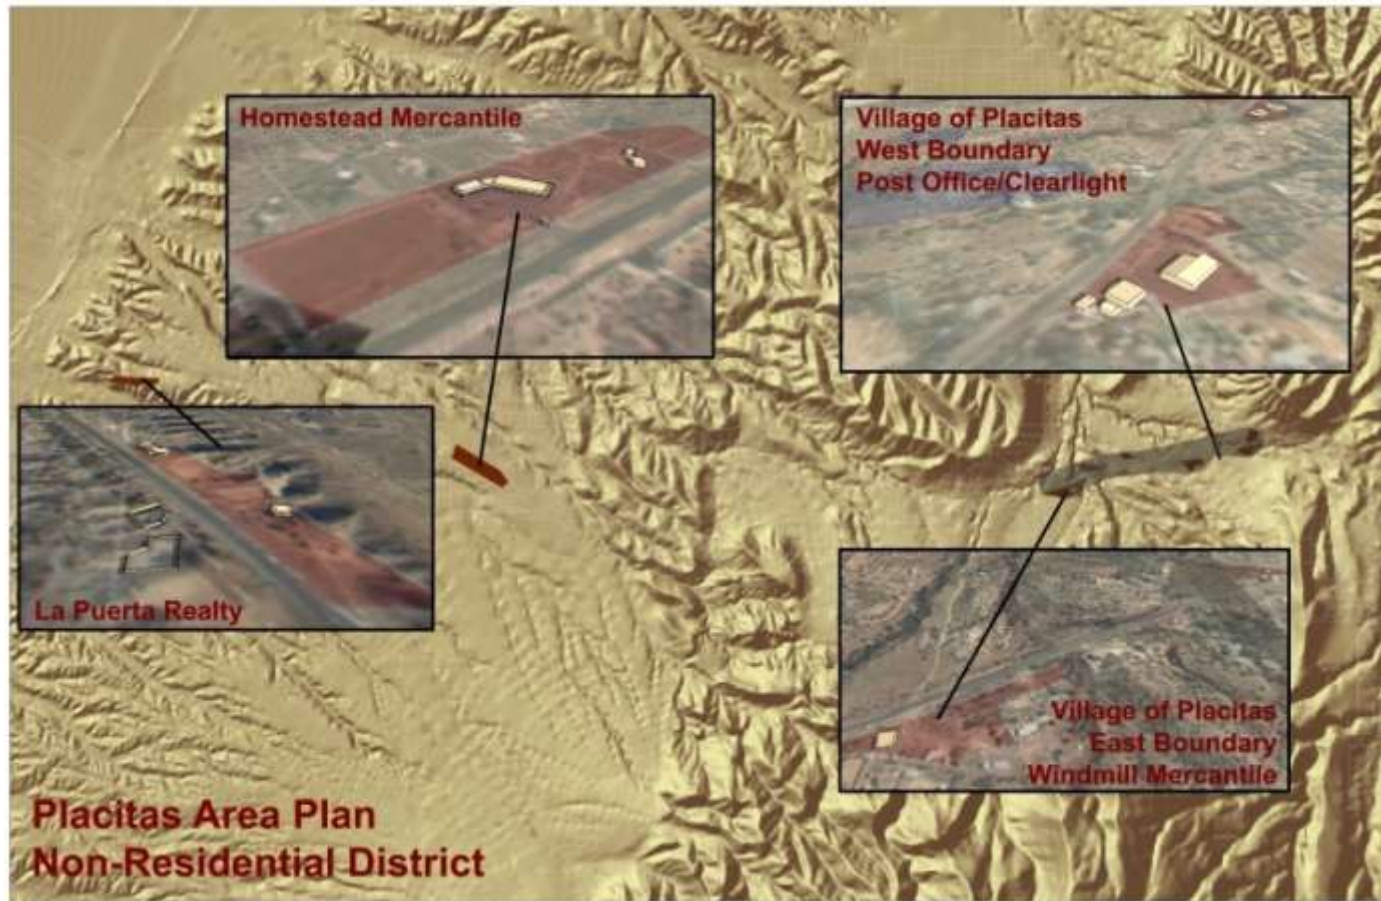 Homestead Mercantile
Village of Placitas
West Boundary
Post Office/Clearlight
La Puerta Realty
Village of Placitas
East Boundary
Windmill Mercantile
Placitas Area Plan
Non-Residential District